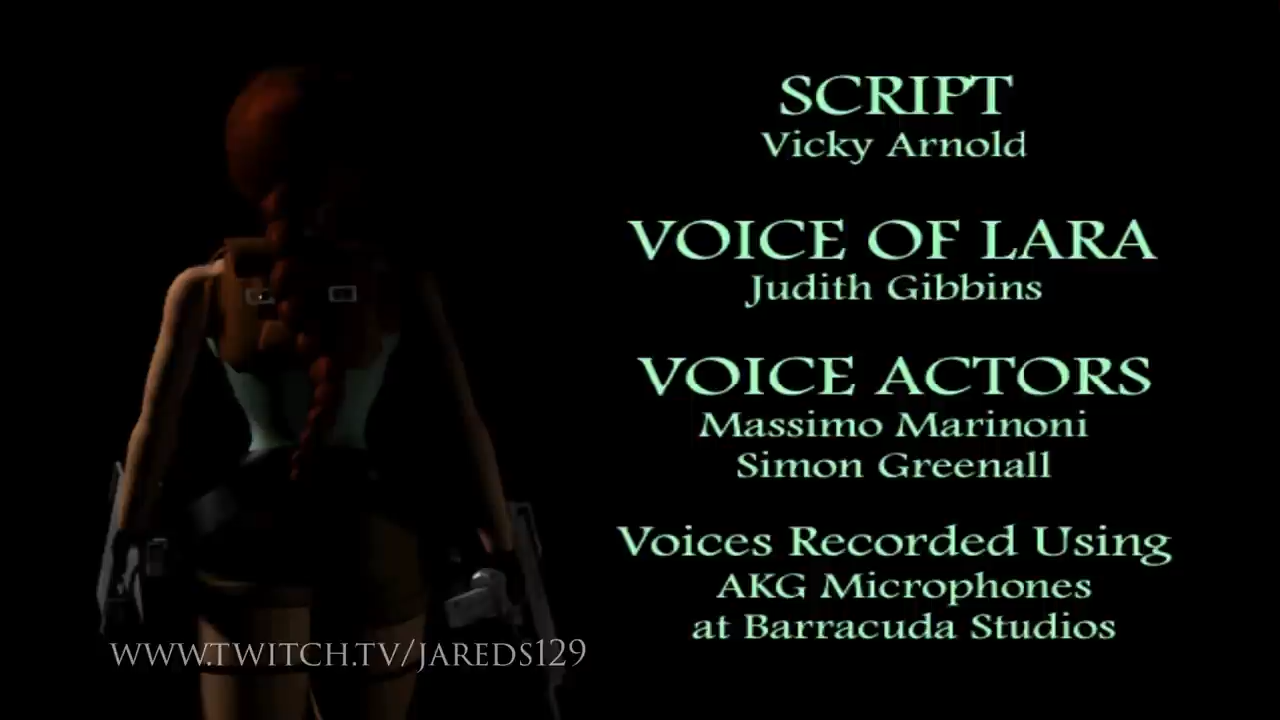 SCRIPT
Vicky Arnold
VOICE OF LARA
Judith Gibbins
VOICE ACTORS
Massimo Marinoni
Simon Greenall
Voices Recorded Using
AKG Microphones
at Barracuda Studios
WWW.TWITCH.TV/JAREDS129